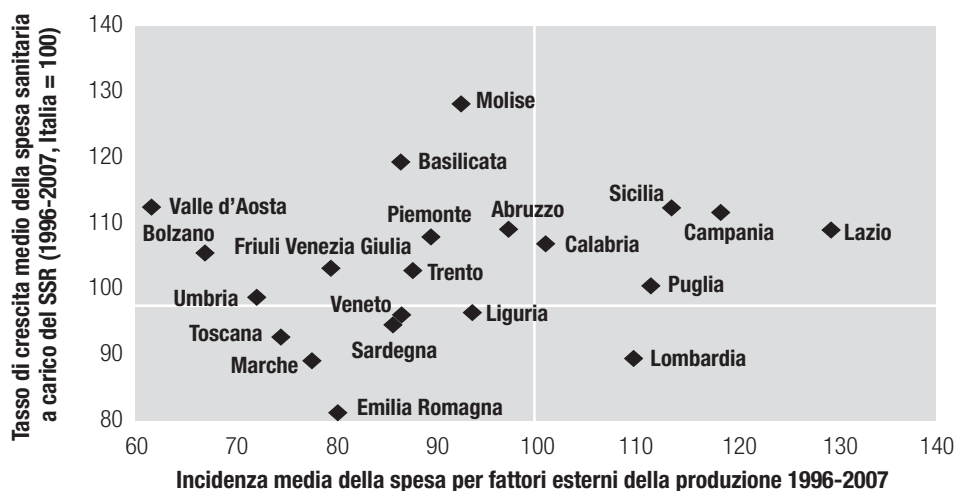 Tasso di crescita medio della spesa sanitaria
a carico del SSR (1996-2007, Italia = 100)
140
130
Molise
120
Basilicata
Sicilia
Valle d'Aosta
Piemonte
Abruzzo
110
Bolzano
Campania
Lazio
Friuli Venezia Giulia
Calabria
Trento
Puglia
100
Umbria
Veneto
Liguria
Toscana
Sardegna
90
Marche
Lombardia
Emilia Romagna
80
60 70 80 90 100 110 120 130 140
Incidenza media della spesa per fattori esterni della produzione 1996-2007